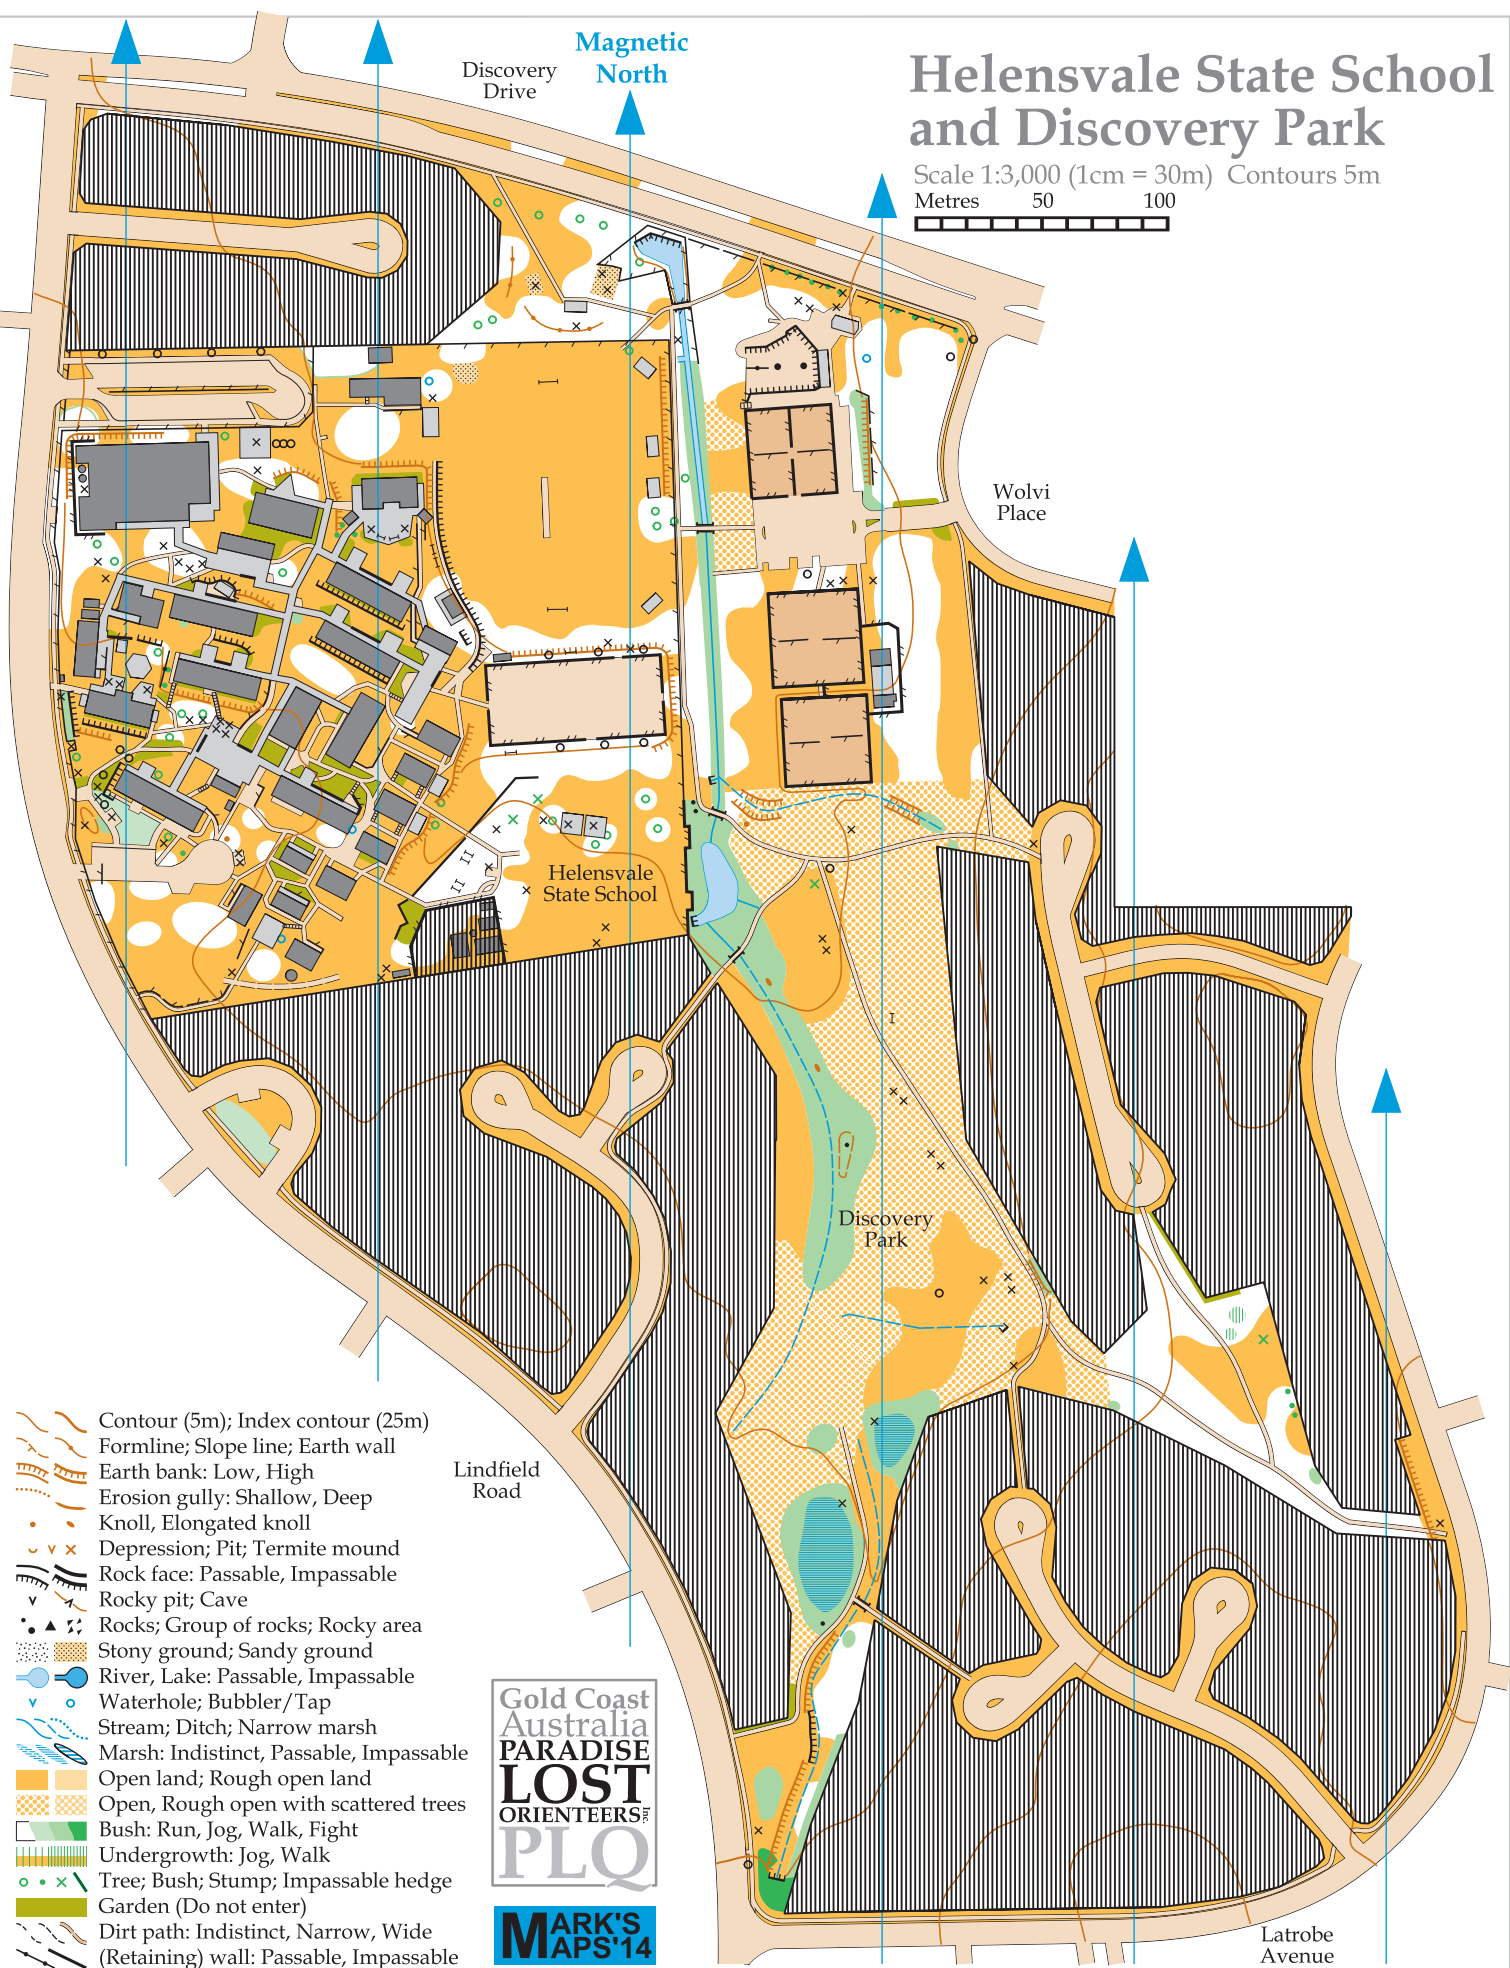 Discovery
Drive
Magnetic
North
Helensvale State School
and Discovery Park
Scale 1:3,000 (1cm = 30m)  Contours 5m
Metres 50 100
Wolvi
Place
Helensvale
State School
Discovery
Park
Lindfield
Road
Latrobe
Avenue
Contour (5m); Index contour (25m)
Formline; Slope line; Earth wall
Earth bank: Low, High
Erosion gully: Shallow, Deep
Knoll, Elongated knoll
Depression; Pit; Termite mound
Rock face: Passable, Impassable
Rocky pit; Cave
Rocks; Group of rocks; Rocky area
Stony ground; Sandy ground
River, Lake: Passable, Impassable
Waterhole; Bubbler/Tap
Stream; Ditch; Narrow marsh
Marsh: Indistinct, Passable, Impassable
Open land; Rough open land
Open, Rough open with scattered trees
Bush: Run, Jog, Walk, Fight
Undergrowth: Jog, Walk
Tree; Bush; Stump; Impassable hedge
Garden (Do not enter)
Dirt path: Indistinct, Narrow, Wide
(Retaining) wall: Passable, Impassable
Gold Coast
Australia
PARADISE
LOST
ORIENTEERS Inc.
PLQ
MARK'S
MAPS'14